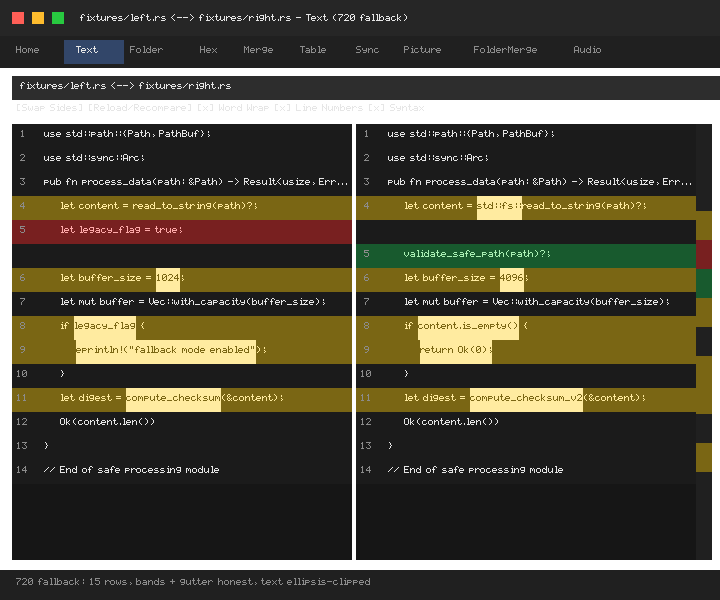 fixtures/left.rs <--> fixtures/right.rs - Text (720 fallback)
Home Text Folder Hex Merge Table Sync Picture FolderMerge Audio
fixtures/left.rs <--> fixtures/right.rs
[Swap Sides] [Reload/Recompare] [x] Word Wrap [x] Line Numbers [x] Syntax
1 use std::path::{Path, PathBuf};
2 use std::sync::Arc;
3 pub fn process_data(path: &Path) -> Result<usize, Err...
4 let content = read_to_string(path)?;
5 let legacy_flag = true;
6 let buffer_size = 1024;
7 let mut buffer = Vec::with_capacity(buffer_size);
8 if legacy_flag {
9 eprintln!("fallback mode enabled");
10 }
11 let digest = compute_checksum(&content);
12 Ok(content.len())
13 }
14 // End of safe processing module
1 use std::path::{Path, PathBuf};
2 use std::sync::Arc;
3 pub fn process_data(path: &Path) -> Result<usize, Err...
4 let content = std::fs::read_to_string(path)?;
5 validate_safe_path(path)?;
6 let buffer_size = 4096;
7 let mut buffer = Vec::with_capacity(buffer_size);
8 if content.is_empty() {
9 return Ok(0);
10 }
11 let digest = compute_checksum_v2(&content);
12 Ok(content.len())
13 }
14 // End of safe processing module
720 fallback: 15 rows, bands + gutter honest, text ellipsis-clipped